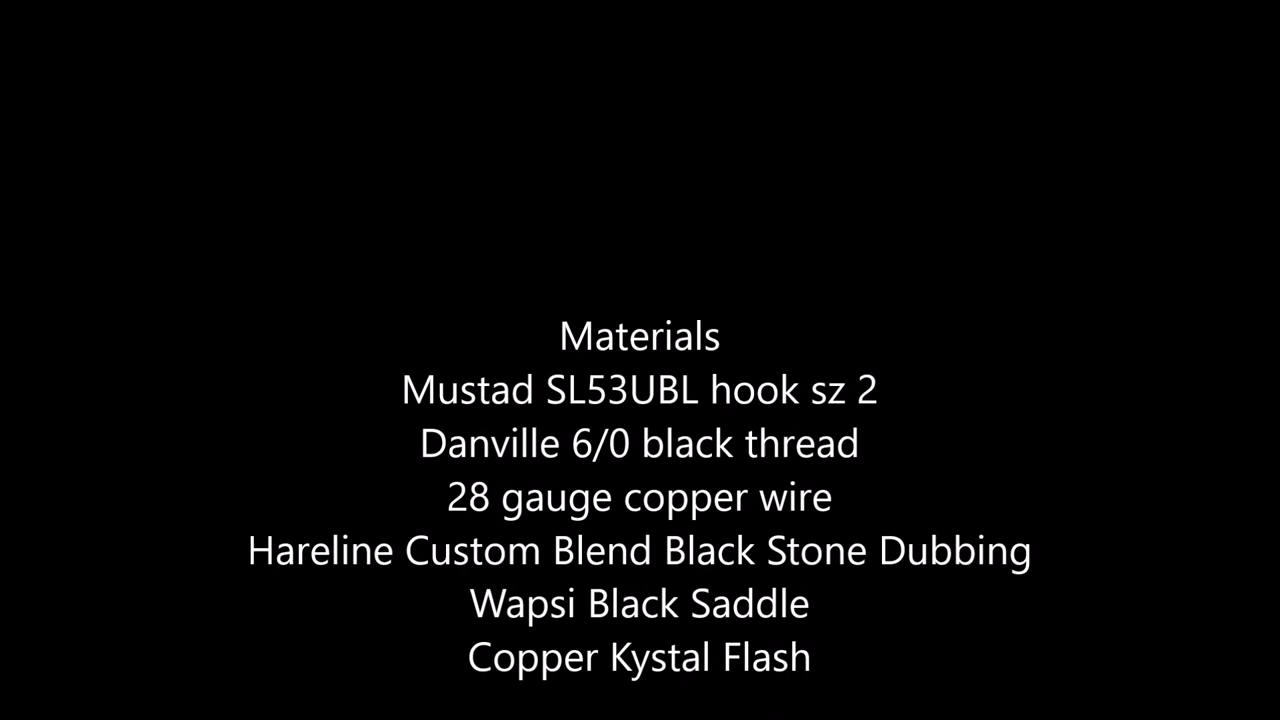 Materials
Mustad SL53UBL hook sz 2
Danville 6/0 black thread
28 gauge copper wire
Hareline Custom Blend Black Stone Dubbing
Wapsi Black Saddle
Copper Kystal Flash